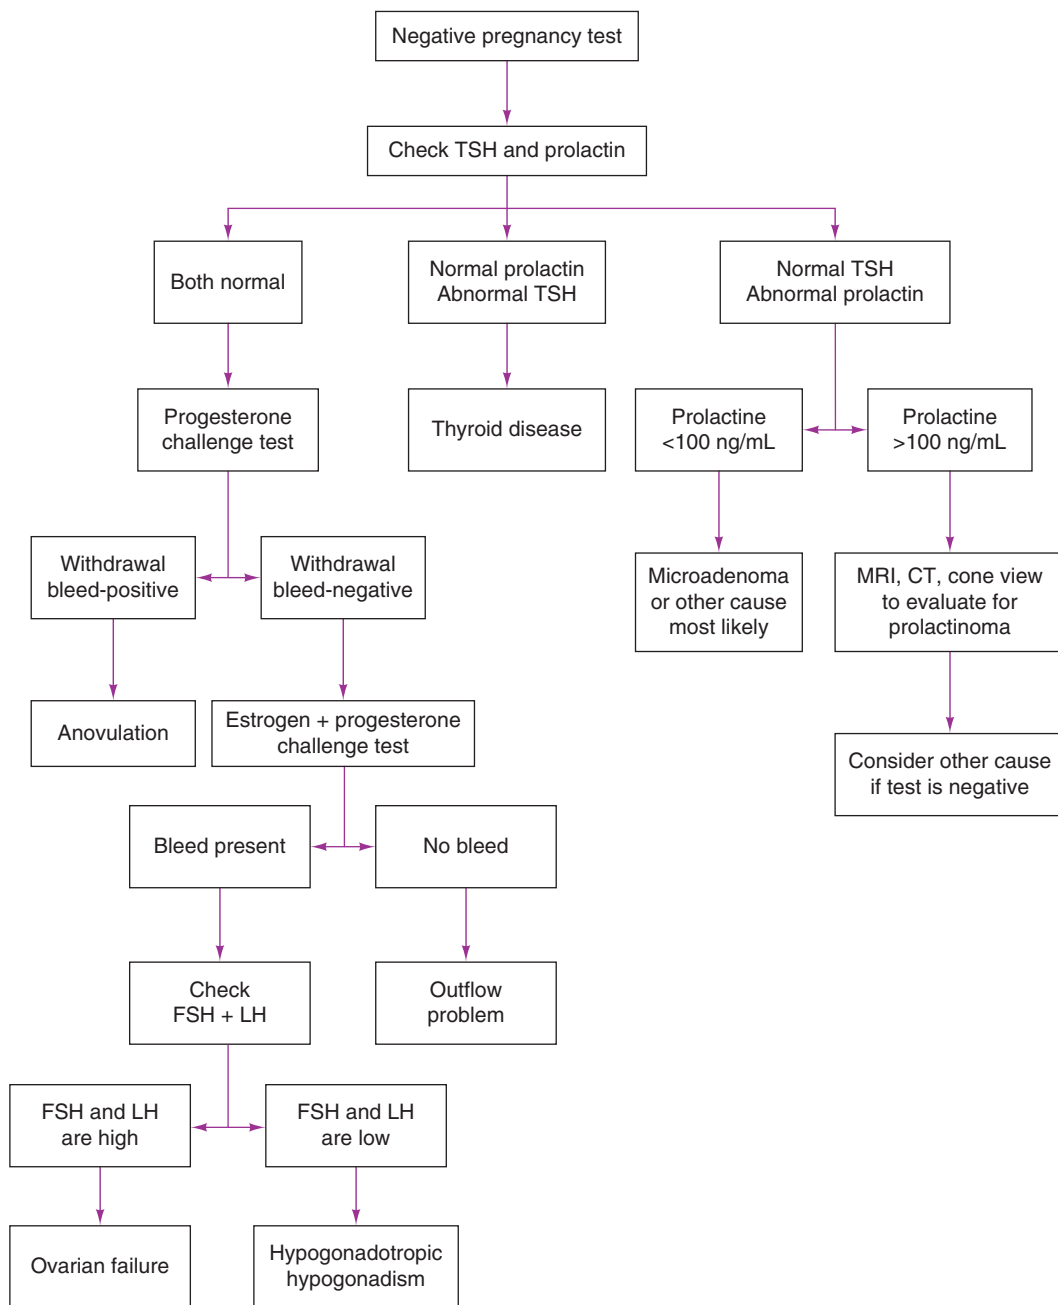 Negative pregnancy test
Check TSH and prolactin
Both normal
Normal prolactin
Abnormal TSH
Normal TSH
Abnormal prolactin
Progesterone
challenge test
Thyroid disease
Prolactine
<100 ng/mL
Prolactine
>100 ng/mL
Withdrawal
bleed-positive
Withdrawal
bleed-negative
Microadenoma
or other cause
most likely
MRI, CT, cone view
to evaluate for
prolactinoma
Anovulation
Estrogen + progesterone
challenge test
Consider other cause
if test is negative
Bleed present
No bleed
Check
FSH + LH
Outflow
problem
FSH and LH
are high
FSH and LH
are low
Ovarian failure
Hypogonadotropic
hypogonadism